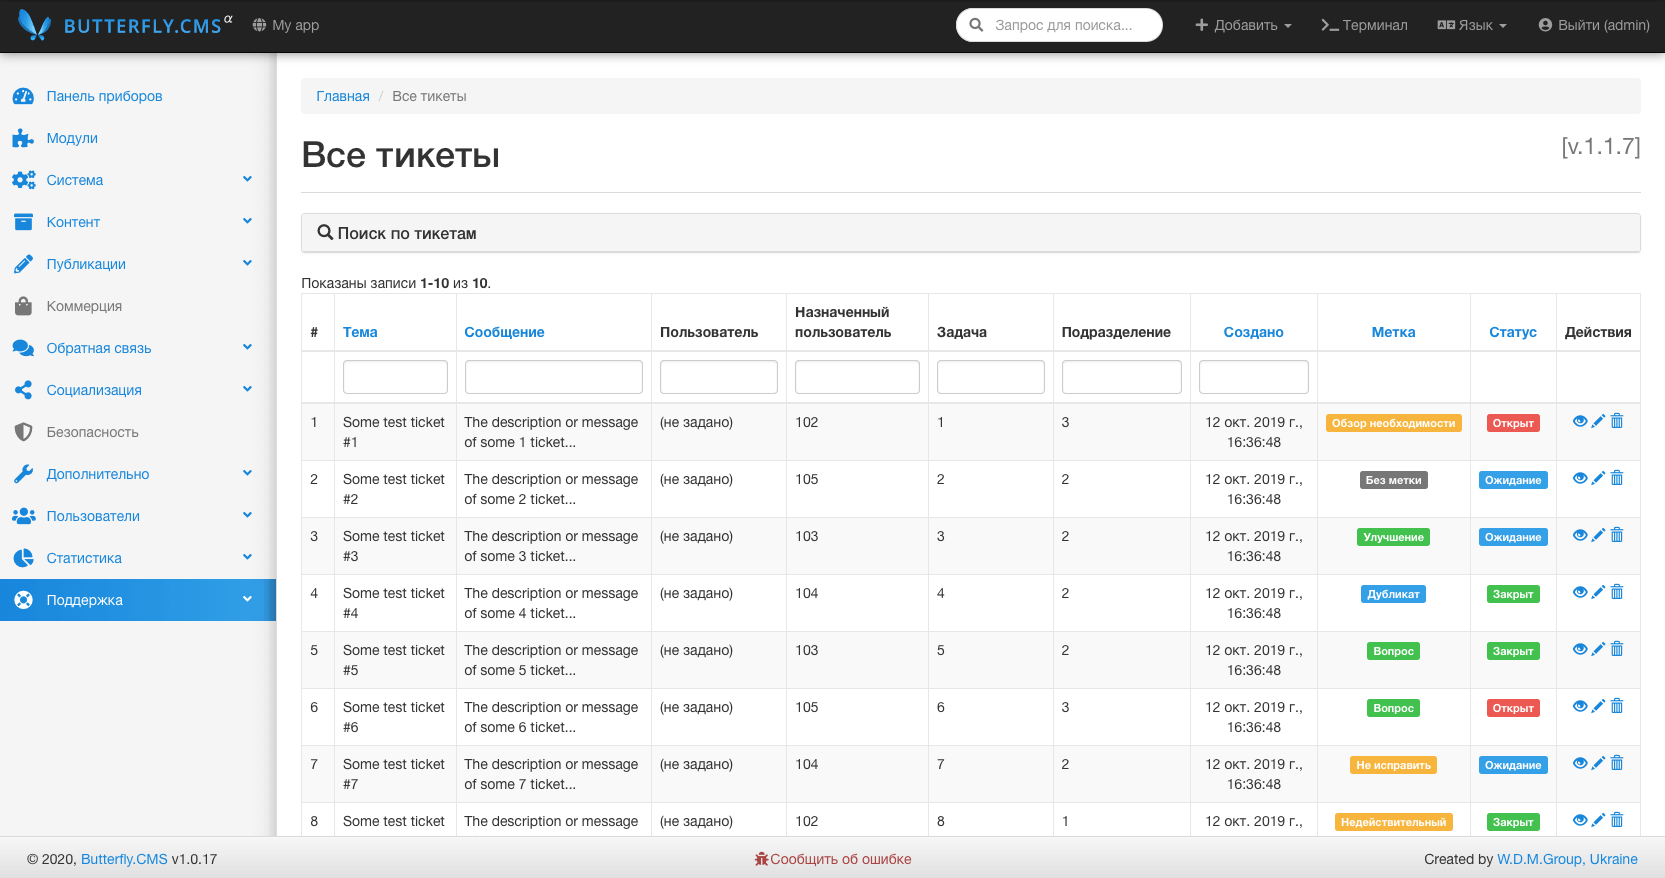 BUTTERFLY.CMS α My app Запрос для поиска... Добавить Терминал Язык Выйти (admin)
Панель приборов
Модули
Система
Контент
Публикации
Коммерция
Обратная связь
Социализация
Безопасность
Дополнительно
Пользователи
Статистика
Поддержка
Главная / Все тикеты
Все тикеты [v.1.1.7]
Поиск по тикетам
Показаны записи 1-10 из 10.
# Тема Сообщение Пользователь Назначенный пользователь Задача Подразделение Создано Метка Статус Действия
1 Some test ticket #1 The description or message of some 1 ticket... (не задано) 102 1 3 12 окт. 2019 г., 16:36:48 Обзор необходимости Открыт
2 Some test ticket #2 The description or message of some 2 ticket... (не задано) 105 2 2 12 окт. 2019 г., 16:36:48 Без метки Ожидание
3 Some test ticket #3 The description or message of some 3 ticket... (не задано) 103 3 2 12 окт. 2019 г., 16:36:48 Улучшение Ожидание
4 Some test ticket #4 The description or message of some 4 ticket... (не задано) 104 4 2 12 окт. 2019 г., 16:36:48 Дубликат Закрыт
5 Some test ticket #5 The description or message of some 5 ticket... (не задано) 103 5 2 12 окт. 2019 г., 16:36:48 Вопрос Закрыт
6 Some test ticket #6 The description or message of some 6 ticket... (не задано) 105 6 3 12 окт. 2019 г., 16:36:48 Вопрос Открыт
7 Some test ticket #7 The description or message of some 7 ticket... (не задано) 104 7 2 12 окт. 2019 г., 16:36:48 Не исправить Ожидание
8 Some test ticket The description or message (не задано) 102 8 1 12 окт. 2019 г., Недействительный Закрыт
© 2020, Butterfly.CMS v1.0.17 Сообщить об ошибке Created by W.D.M.Group, Ukraine